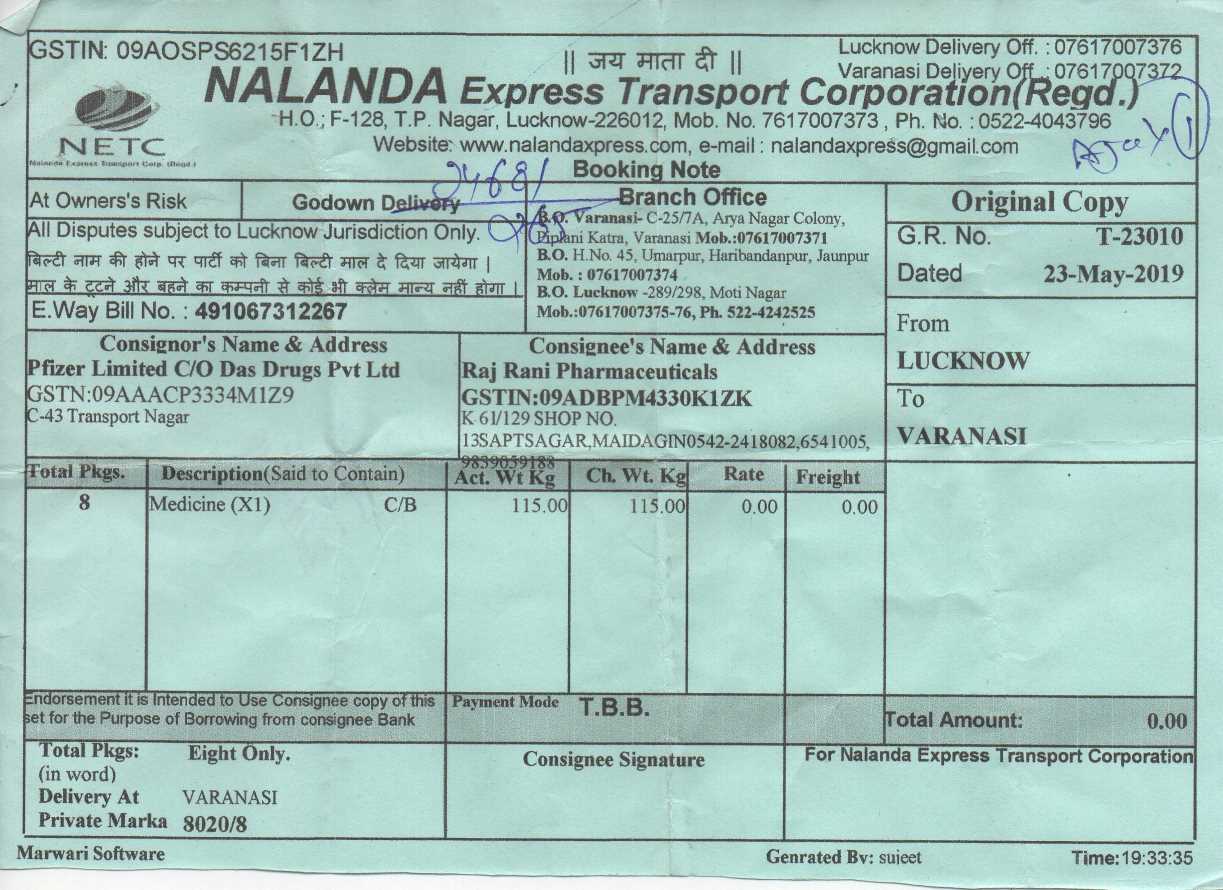 GSTIN: 09AOSPS6215F1ZH
|| जय माता दी ||
Lucknow Delivery Off. : 07617007376
Varanasi Delivery Off. : 07617007372
NALANDA Express Transport Corporation(Regd.)
NETC
Nalanda Express Transport Corp. (Regd.)
H.O.; F-128, T.P. Nagar, Lucknow-226012, Mob. No. 7617007373 , Ph. No. : 0522-4043796
Website: www.nalandaxpress.com, e-mail : nalandaxpress@gmail.com
Booking Note
24681
At Owners's Risk
Godown Delivery
Branch Office
Original Copy
All Disputes subject to Lucknow Jurisdiction Only.
बिल्टी नाम की होने पर पार्टी को बिना बिल्टी माल दे दिया जायेगा |
माल के टूटने और बहने का कम्पनी से कोई भी क्लेम मान्य नहीं होगा |
E.Way Bill No. : 491067312267
B.O. Varanasi- C-25/7A, Arya Nagar Colony,
Piplani Katra, Varanasi Mob.:07617007371
B.O. H.No. 45, Umarpur, Haribandanpur, Jaunpur
Mob. : 07617007374
B.O. Lucknow -289/298, Moti Nagar
Mob.:07617007375-76, Ph. 522-4242525
G.R. No. T-23010
Dated 23-May-2019
From
LUCKNOW
To
VARANASI
Consignor's Name & Address
Pfizer Limited C/O Das Drugs Pvt Ltd
GSTN:09AAACP3334M1Z9
C-43 Transport Nagar
Consignee's Name & Address
Raj Rani Pharmaceuticals
GSTIN:09ADBPM4330K1ZK
K 61/129 SHOP NO.
13SAPTSAGAR,MAIDAGIN0542-2418082,6541005,
9839059188
Total Pkgs. Description(Said to Contain) Act. Wt Kg Ch. Wt. Kg Rate Freight
8 Medicine (X1) C/B 115.00 115.00 0.00 0.00
Endorsement it is Intended to Use Consignee copy of this
set for the Purpose of Borrowing from consignee Bank
Payment Mode T.B.B.
Total Amount: 0.00
Total Pkgs: Eight Only.
(in word)
Delivery At VARANASI
Private Marka 8020/8
Consignee Signature
For Nalanda Express Transport Corporation
Marwari Software
Genrated By: sujeet
Time:19:33:35